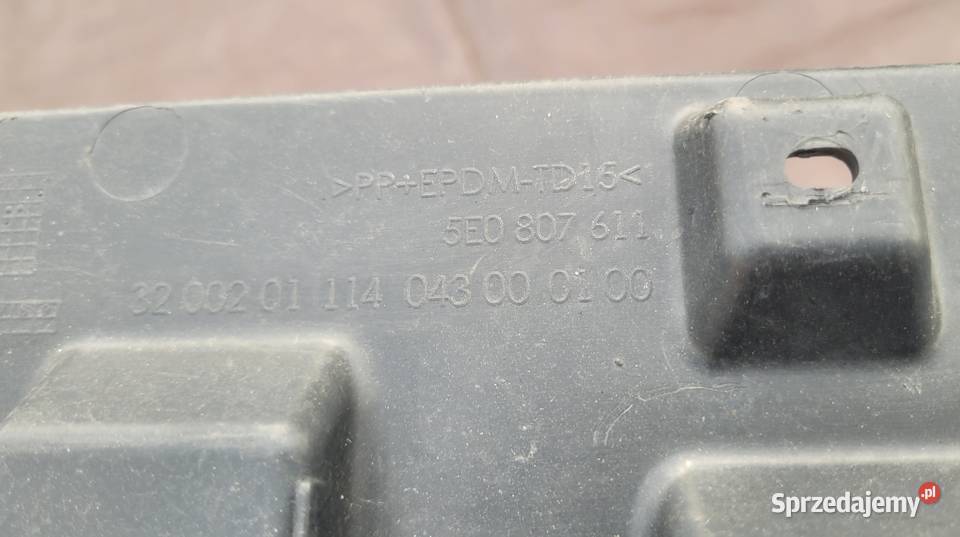 >PP+EPDM-TD15<
5E0 807 611
32 002 01 114 043 00 01 00
Sprzedajemy.pl